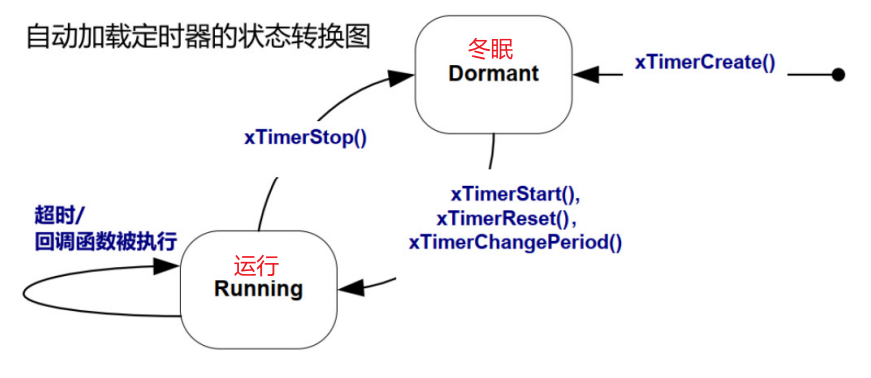 自动加载定时器的状态转换图
冬眠
Dormant
xTimerCreate()
xTimerStop()
xTimerStart(),
xTimerReset(),
xTimerChangePeriod()
超时/
回调函数被执行
运行
Running